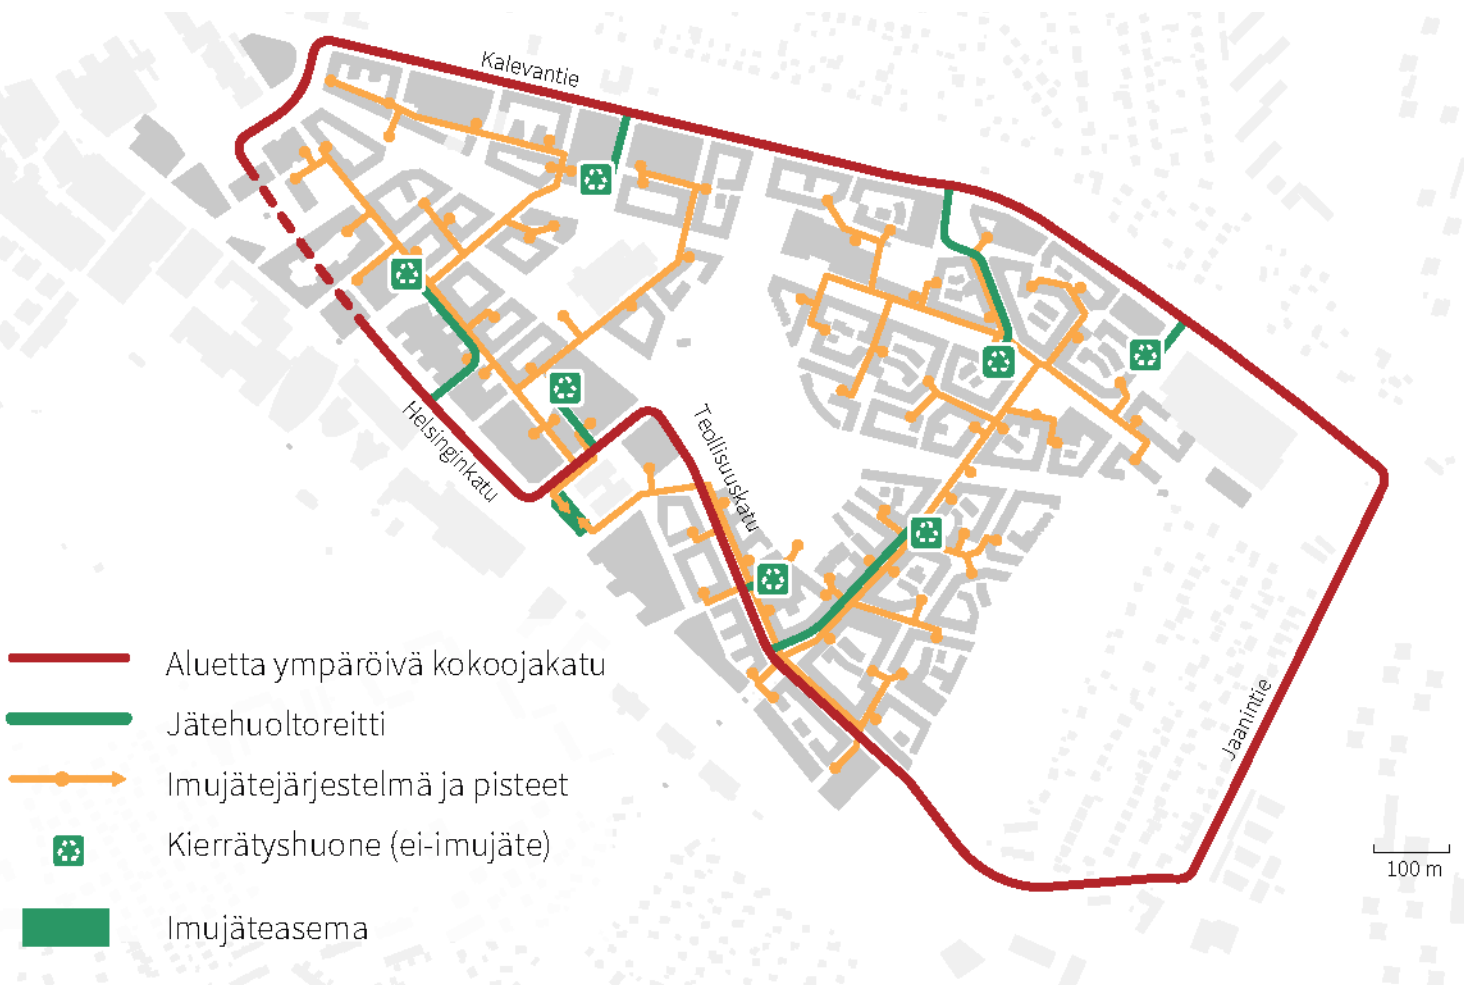 Kalevantie
Helsinginkatu
Teollisuuskatu
Jaanintie
Aluetta ympäröivä kokoojakatu
Jätehuoltoreitti
Imujätejärjestelmä ja pisteet
Kierrätyshuone (ei-imujäte)
Imujäteasema
100 m